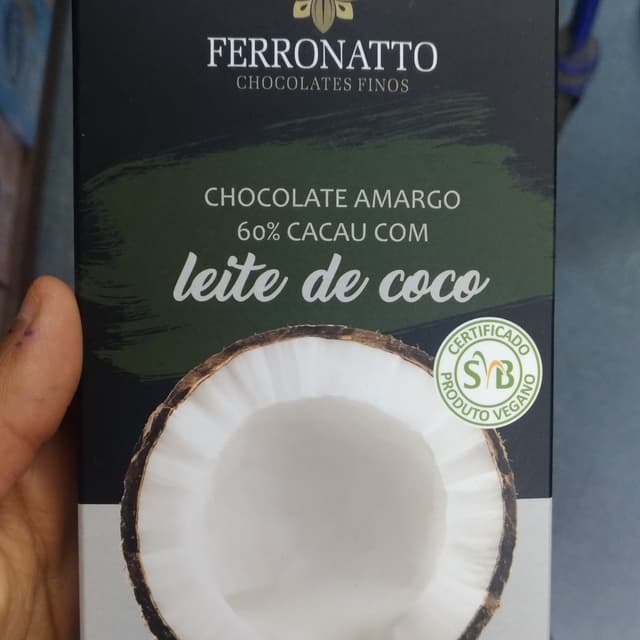 FERRONATTO
CHOCOLATES FINOS
CHOCOLATE AMARGO
60% CACAU COM
leite de coco
CERTIFICADO
SVB
PRODUTO VEGANO